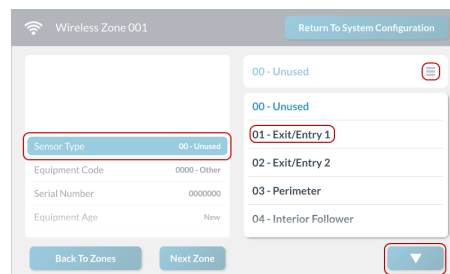 Wireless Zone 001
Return To System Configuration
00 - Unused
00 - Unused
01 - Exit/Entry 1
Sensor Type 00 - Unused
02 - Exit/Entry 2
Equipment Code 0000 - Other
03 - Perimeter
Serial Number 0000000
04 - Interior Follower
Equipment Age New
Back To Zones
Next Zone